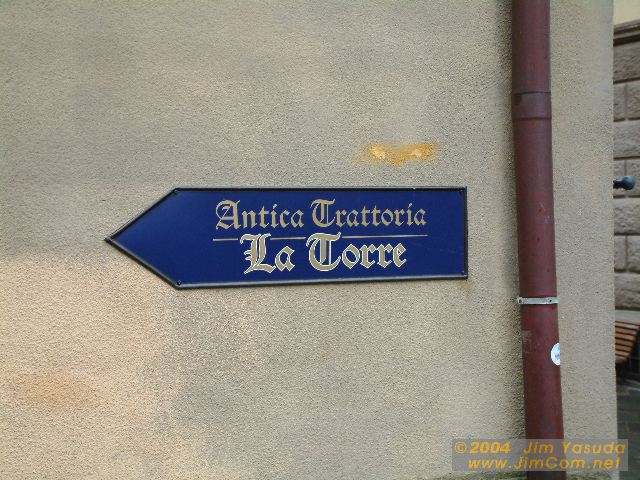 Antica Trattoria
La Torre
©2004 Jim Yasuda
www.JimCom.net